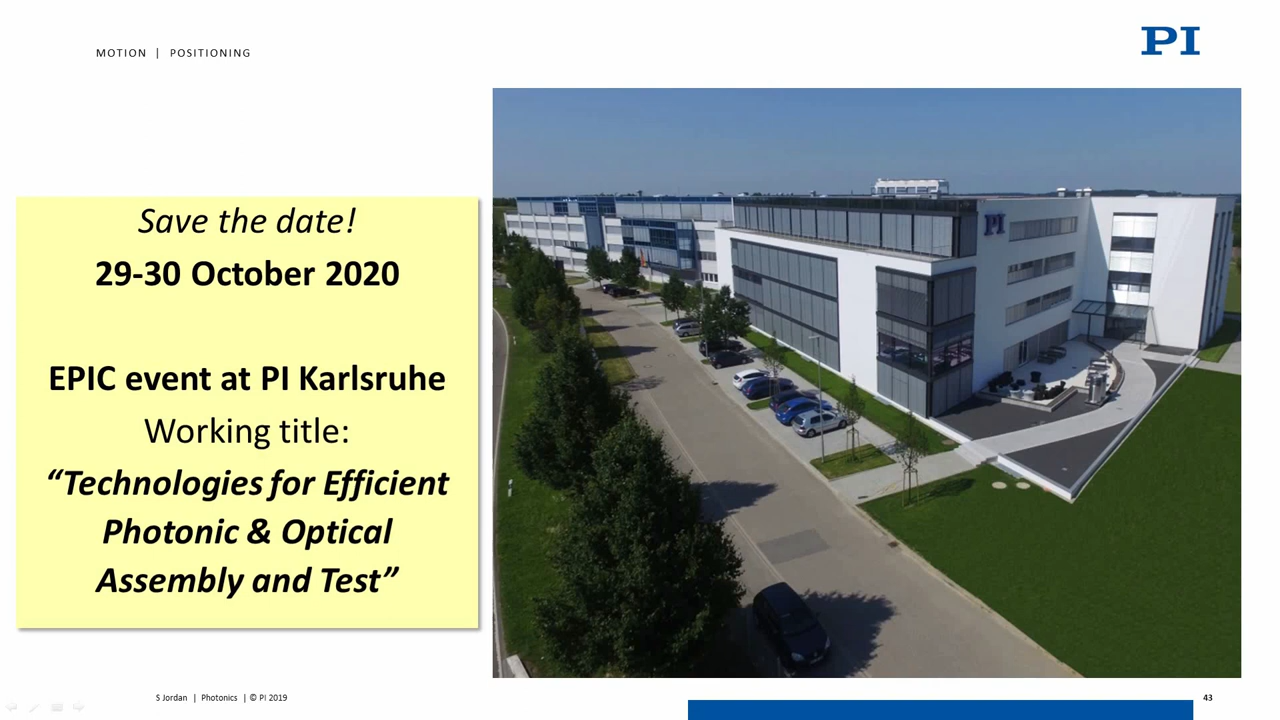 MOTION | POSITIONING
PI
Save the date!
29-30 October 2020
EPIC event at PI Karlsruhe
Working title:
“Technologies for Efficient
Photonic & Optical
Assembly and Test”
PI
S Jordan | Photonics | © PI 2019
43